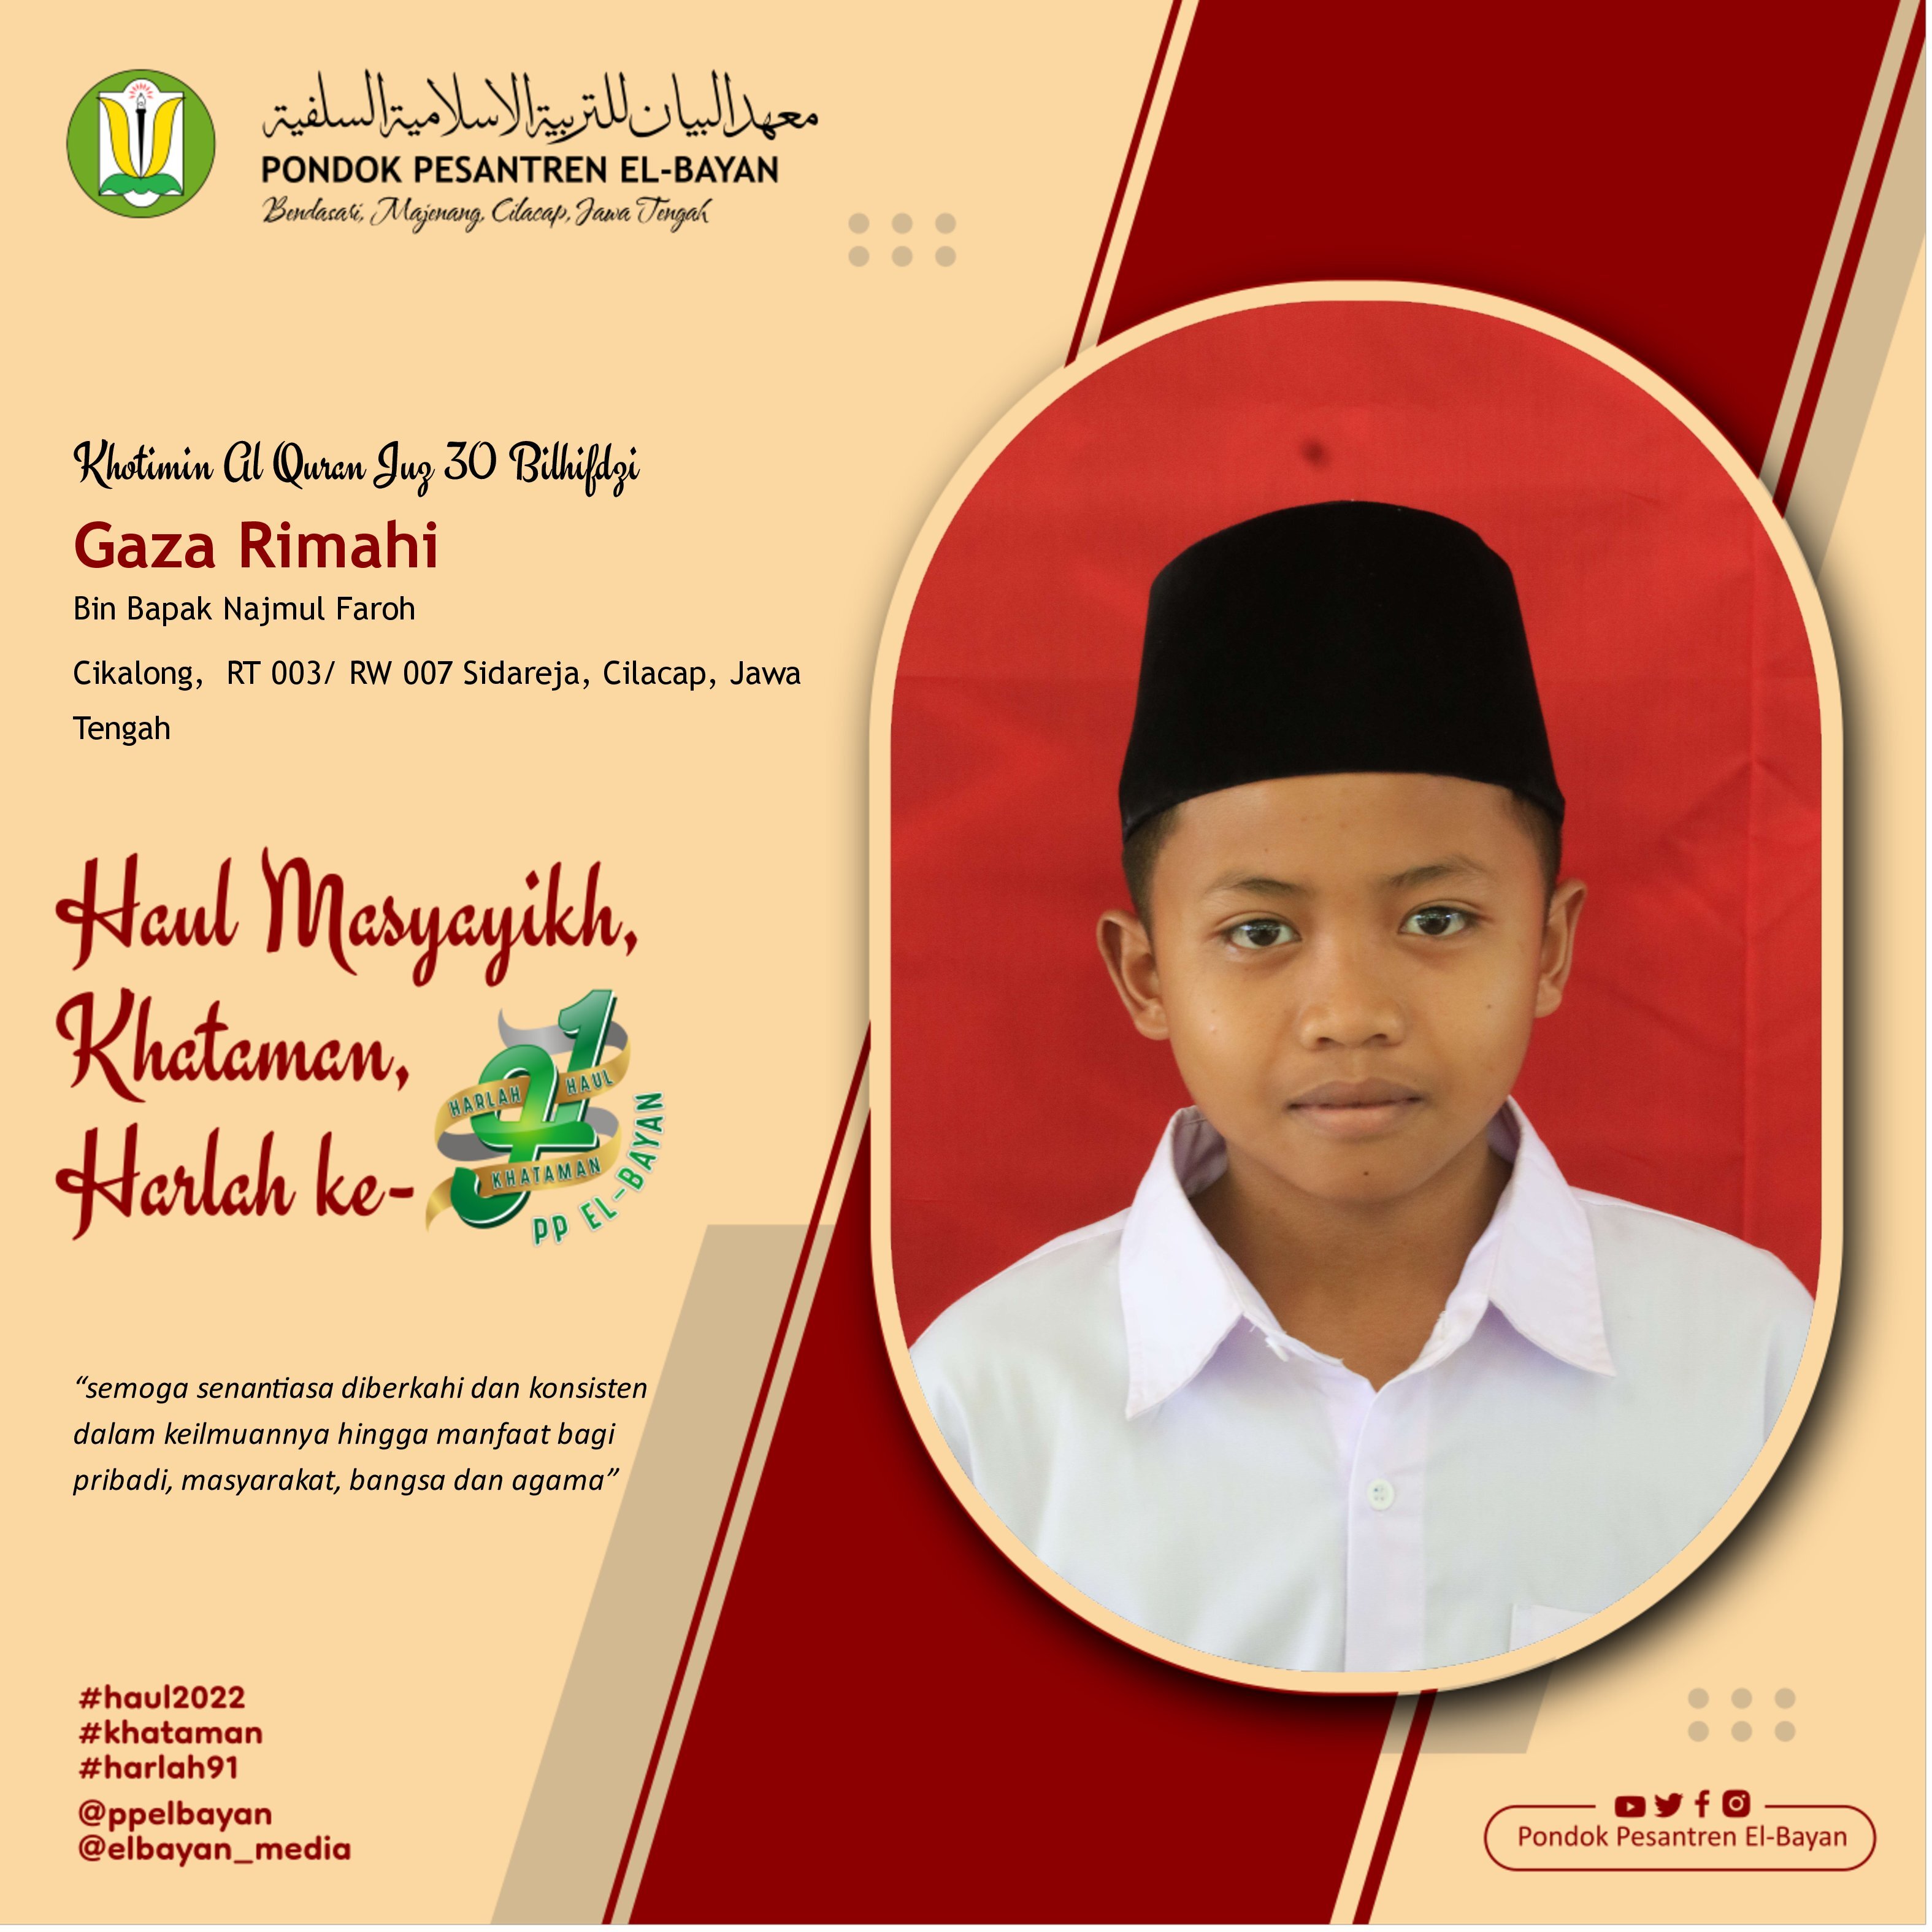 معهد البيان للتربية الاسلامية السلفية
PONDOK PESANTREN EL-BAYAN
Bendasari, Majenang, Cilacap, Jawa Tengah
Khotimin Al Quran Juz 30 Bilhifdzi
Gaza Rimahi
Bin Bapak Najmul Faroh
Cikalong, RT 003/ RW 007 Sidareja, Cilacap, Jawa
Tengah
Haul Masyayikh,
Khataman,
Harlah ke-
91
HARLAH HAUL
KHATAMAN
PP EL-BAYAN
“semoga senantiasa diberkahi dan konsisten
dalam keilmuannya hingga manfaat bagi
pribadi, masyarakat, bangsa dan agama”
#haul2022
#khataman
#harlah91
@ppelbayan
@elbayan_media
Pondok Pesantren El-Bayan